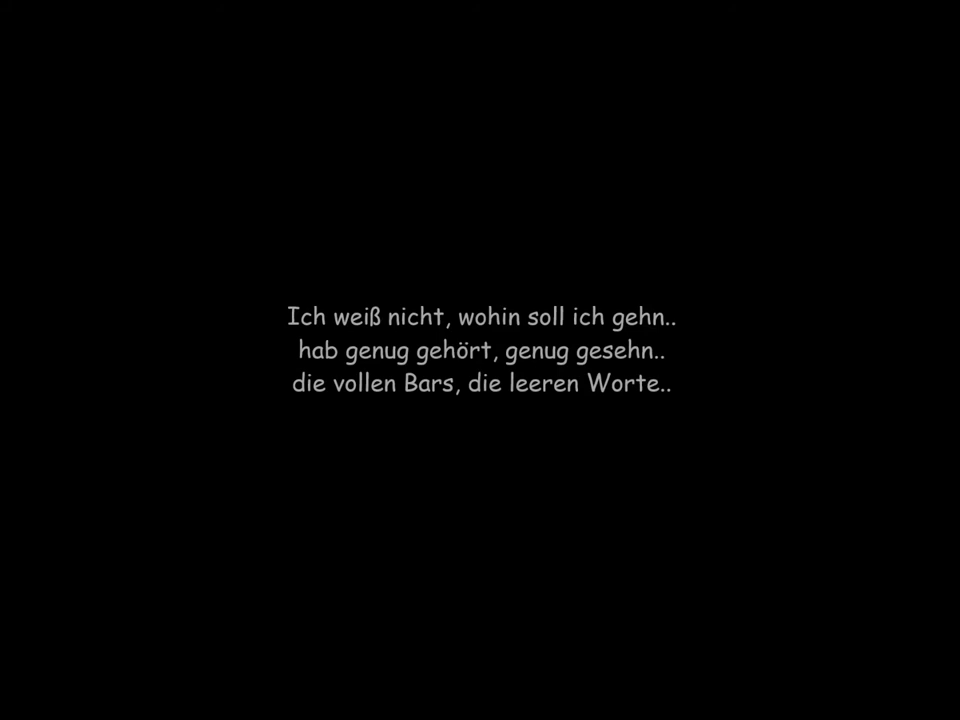 Ich weiß nicht, wohin soll ich gehn..
hab genug gehört, genug gesehn..
die vollen Bars, die leeren Worte..